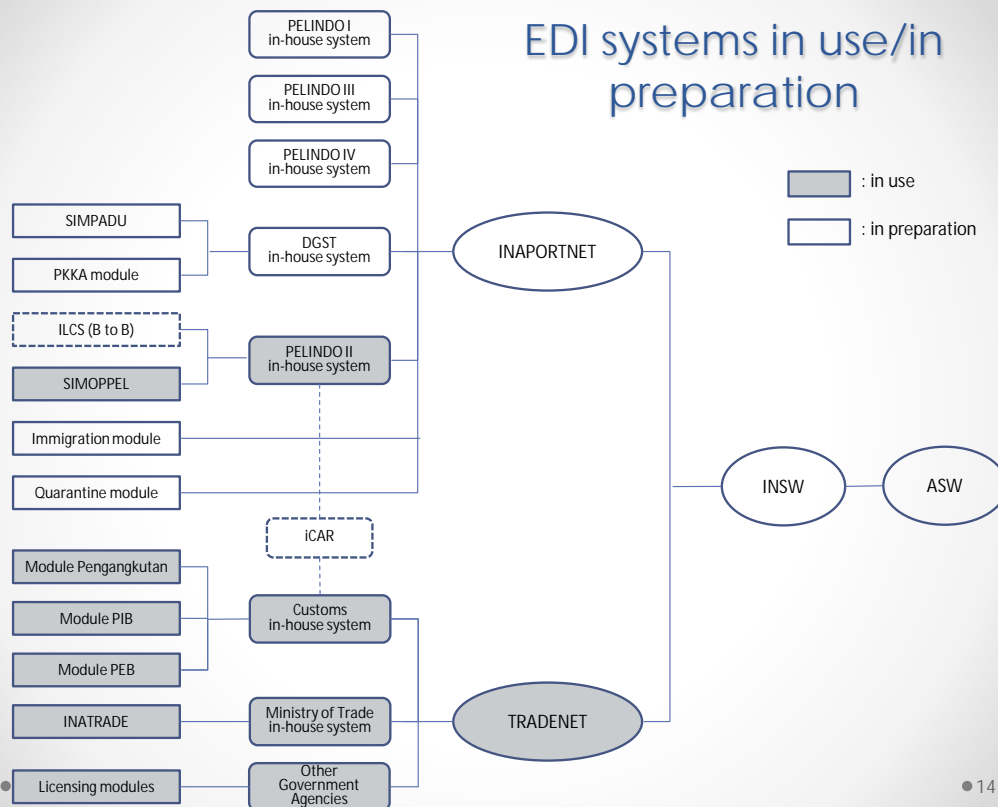 EDI systems in use/in
preparation
PELINDO I
in-house system
PELINDO III
in-house system
PELINDO IV
in-house system
: in use
: in preparation
SIMPADU
PKKA module
DGST
in-house system
INAPORTNET
ILCS (B to B)
SIMOPPEL
PELINDO II
in-house system
Immigration module
Quarantine module
INSW
ASW
iCAR
Module Pengangkutan
Module PIB
Module PEB
Customs
in-house system
INATRADE
Ministry of Trade
in-house system
TRADENET
Licensing modules
Other
Government
Agencies
14